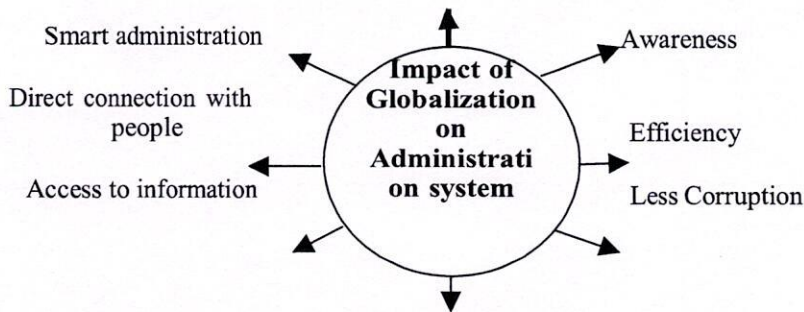 Smart administration
Direct connection with
people
Access to information
Impact of
Globalization
on
Administrati
on system
Awareness
Efficiency
Less Corruption